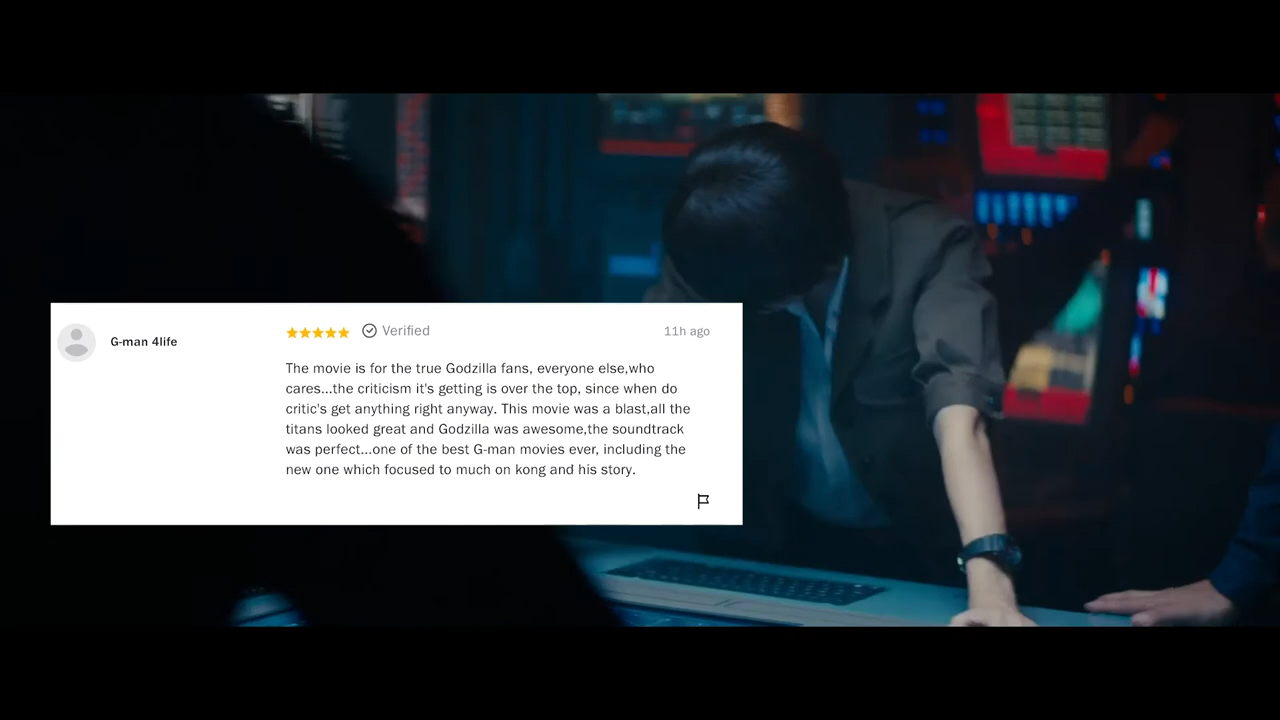 G-man 4life
Verified
11h ago
The movie is for the true Godzilla fans, everyone else,who
cares...the criticism it's getting is over the top, since when do
critic's get anything right anyway. This movie was a blast,all the
titans looked great and Godzilla was awesome,the soundtrack
was perfect...one of the best G-man movies ever, including the
new one which focused to much on kong and his story.